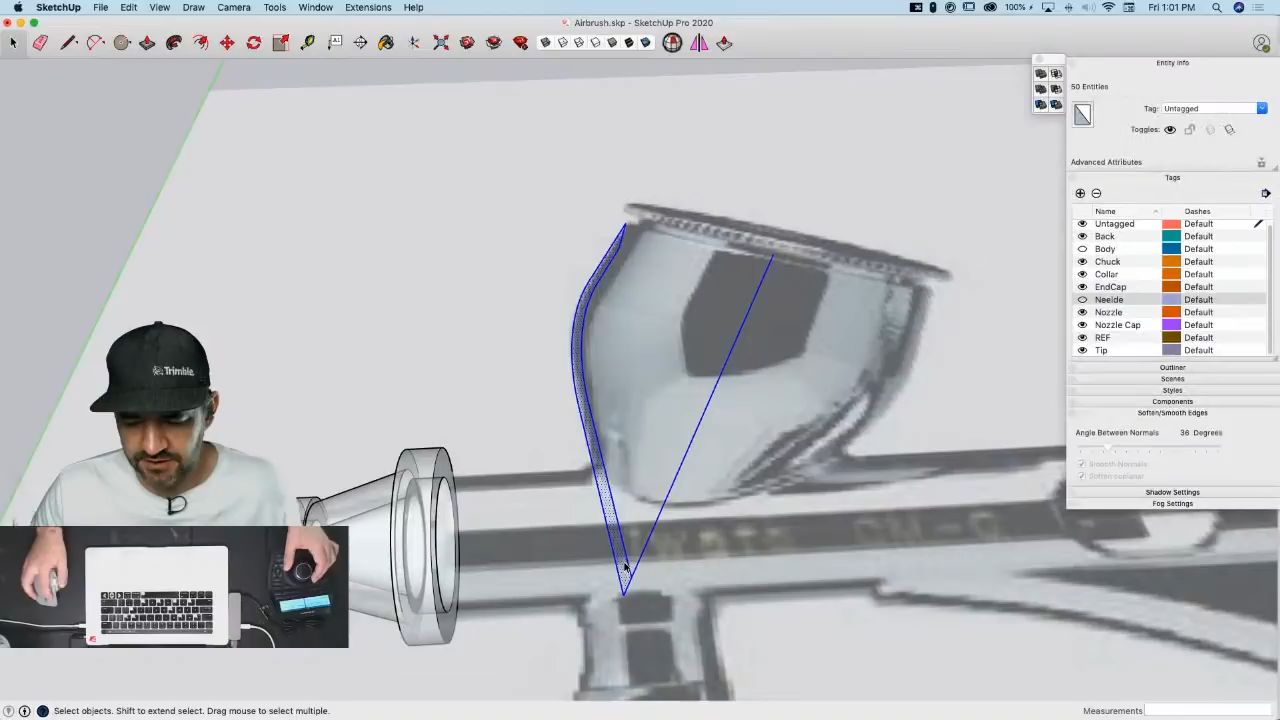 SketchUp File Edit View Draw Camera Tools Window Extensions Help
100% Fri 1:01 PM
Airbrush.skp - SketchUp Pro 2020
Entity Info
50 Entities
Tag: Untagged
Toggles:
Advanced Attributes
Tags
Name Dashes
Untagged Default
Back Default
Body Default
Chuck Default
Collar Default
EndCap Default
Neelde Default
Nozzle Default
Nozzle Cap Default
REF Default
Tip Default
Outliner
Scenes
Styles
Components
Soften/Smooth Edges
Angle Between Normals 36 Degrees
Smooth Normals
Soften coplanar
Shadow Settings
Fog Settings
Trimble
Select objects. Shift to extend select. Drag mouse to select multiple.
Measurements